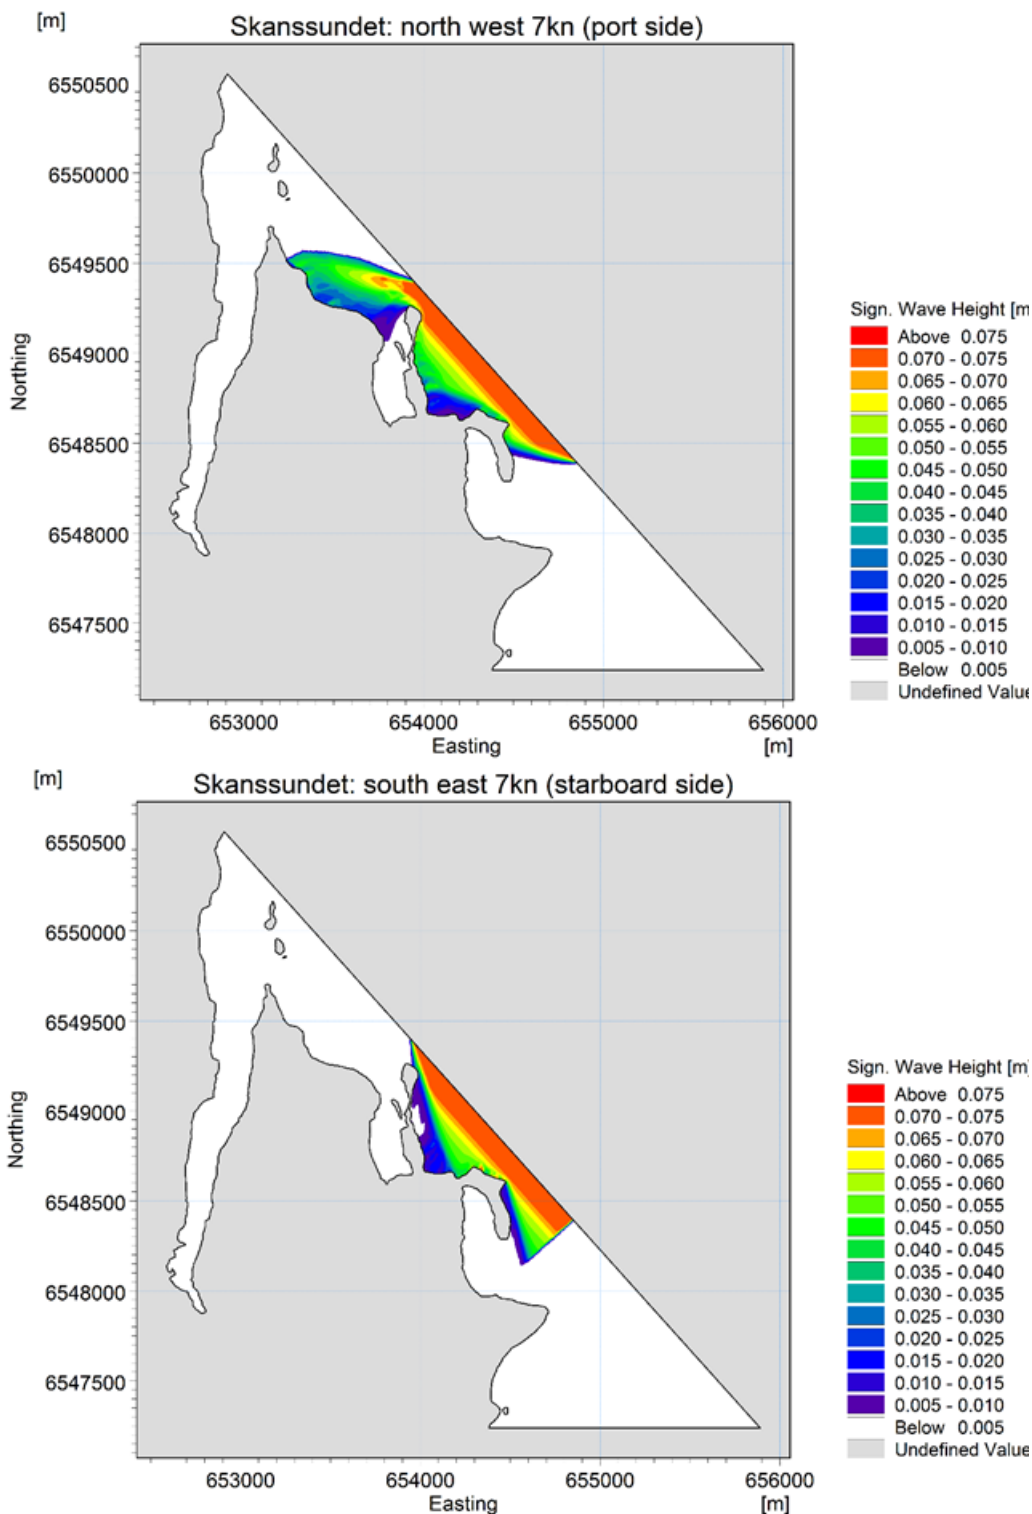 [m]
Skanssundet: north west 7kn (port side)
6550500
6550000
6549500
6549000
6548500
6548000
6547500
Northing
653000 654000 655000 656000
Easting [m]
Sign. Wave Height [m
Above 0.075
0.070 - 0.075
0.065 - 0.070
0.060 - 0.065
0.055 - 0.060
0.050 - 0.055
0.045 - 0.050
0.040 - 0.045
0.035 - 0.040
0.030 - 0.035
0.025 - 0.030
0.020 - 0.025
0.015 - 0.020
0.010 - 0.015
0.005 - 0.010
Below 0.005
Undefined Value
[m]
Skanssundet: south east 7kn (starboard side)
6550500
6550000
6549500
6549000
6548500
6548000
6547500
Northing
653000 654000 655000 656000
Easting [m]
Sign. Wave Height [m]
Above 0.075
0.070 - 0.075
0.065 - 0.070
0.060 - 0.065
0.055 - 0.060
0.050 - 0.055
0.045 - 0.050
0.040 - 0.045
0.035 - 0.040
0.030 - 0.035
0.025 - 0.030
0.020 - 0.025
0.015 - 0.020
0.010 - 0.015
0.005 - 0.010
Below 0.005
Undefined Value